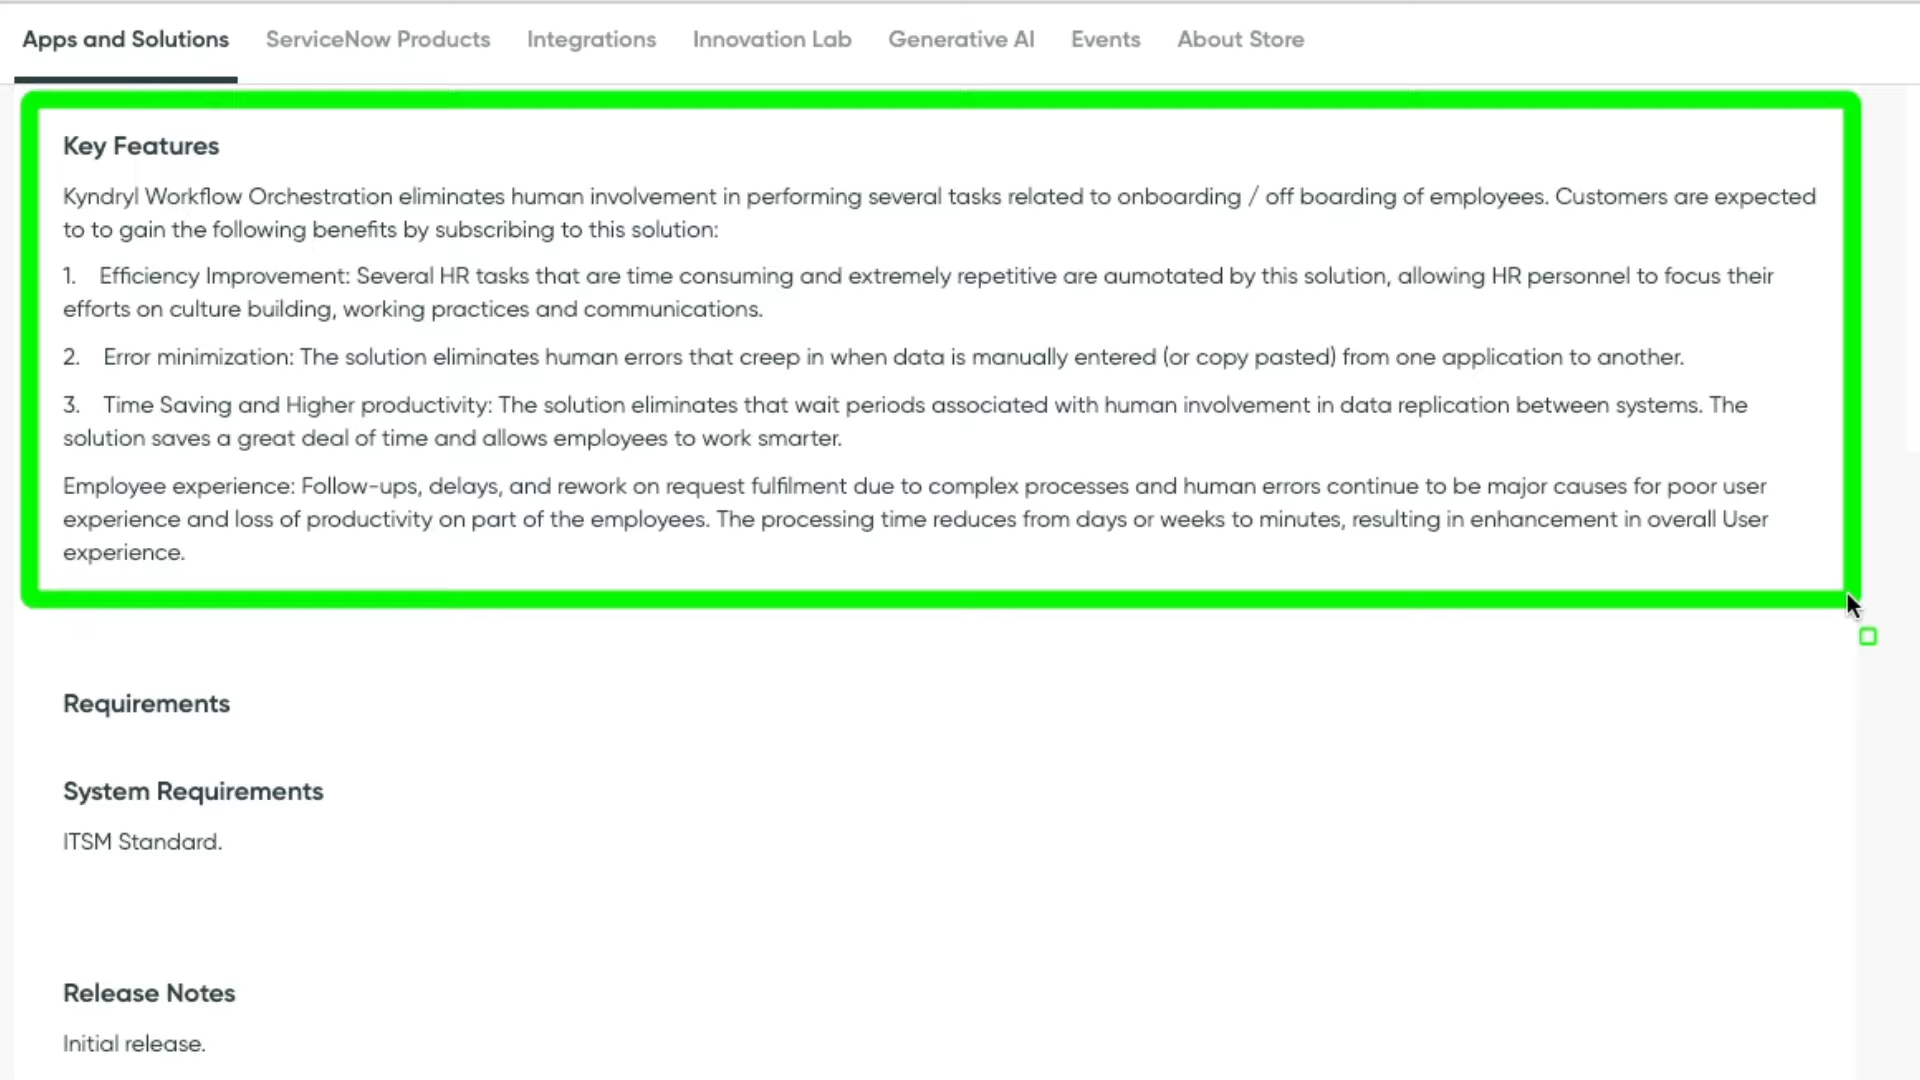 Apps and Solutions ServiceNow Products Integrations Innovation Lab Generative AI Events About Store
Key Features
Kyndryl Workflow Orchestration eliminates human involvement in performing several tasks related to onboarding / off boarding of employees. Customers are expected
to to gain the following benefits by subscribing to this solution:
1. Efficiency Improvement: Several HR tasks that are time consuming and extremely repetitive are aumotated by this solution, allowing HR personnel to focus their
efforts on culture building, working practices and communications.
2. Error minimization: The solution eliminates human errors that creep in when data is manually entered (or copy pasted) from one application to another.
3. Time Saving and Higher productivity: The solution eliminates that wait periods associated with human involvement in data replication between systems. The
solution saves a great deal of time and allows employees to work smarter.
Employee experience: Follow-ups, delays, and rework on request fulfilment due to complex processes and human errors continue to be major causes for poor user
experience and loss of productivity on part of the employees. The processing time reduces from days or weeks to minutes, resulting in enhancement in overall User
experience.
Requirements
System Requirements
ITSM Standard.
Release Notes
Initial release.